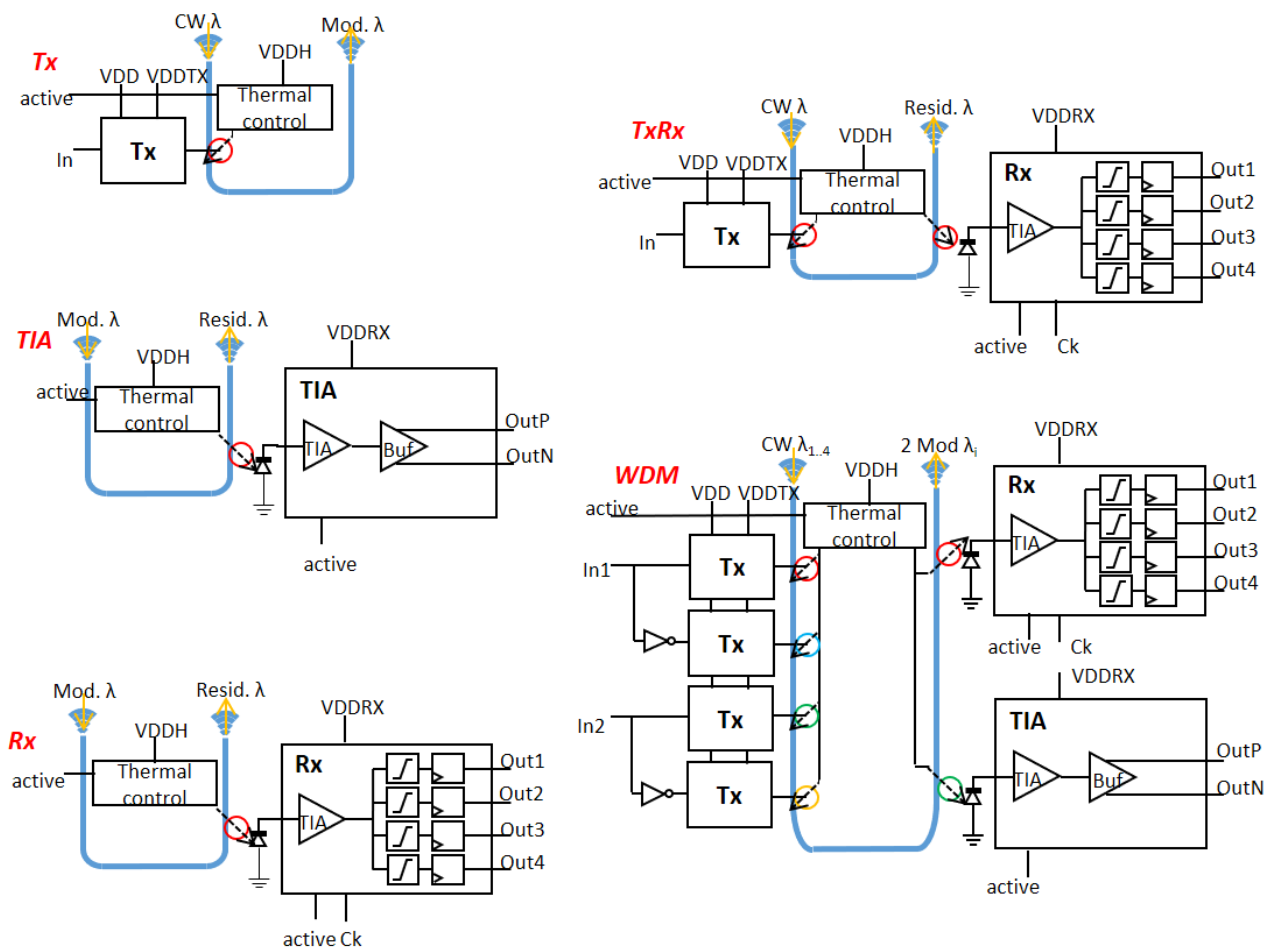 Tx
CW λ
Mod. λ
VDDH
VDD
VDDTX
active
Thermal
control
In
Tx
TxRx
CW λ
Resid. λ
VDDRX
VDDH
VDD
VDDTX
active
Thermal
control
In
Tx
Rx
TIA
Out1
Out2
Out3
Out4
active
Ck
TIA
Mod. λ
Resid. λ
VDDRX
VDDH
active
Thermal
control
TIA
TIA
Buf
OutP
OutN
active
WDM
CW λ1..4
2 Mod λi
VDDRX
VDDH
VDD
VDDTX
active
Thermal
control
In1
Tx
Tx
In2
Tx
Tx
Rx
TIA
Out1
Out2
Out3
Out4
active
Ck
VDDRX
TIA
TIA
Buf
OutP
OutN
active
Rx
Mod. λ
Resid. λ
VDDRX
VDDH
active
Thermal
control
Rx
TIA
Out1
Out2
Out3
Out4
active Ck